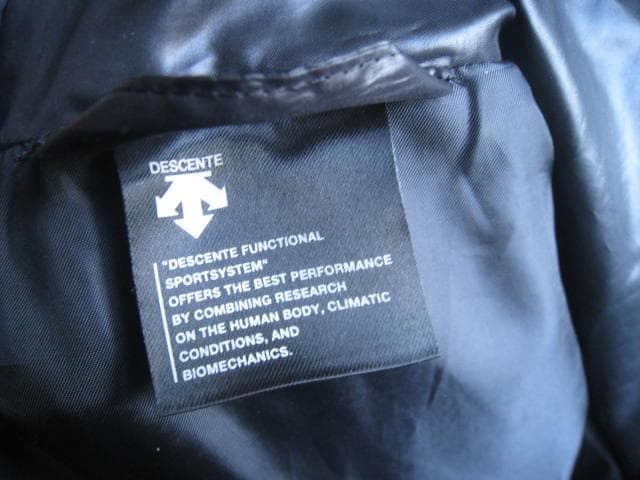 DESCENTE
"DESCENTE FUNCTIONAL
SPORTSYSTEM"
OFFERS THE BEST PERFORMANCE
BY COMBINING RESEARCH
ON THE HUMAN BODY, CLIMATIC
CONDITIONS, AND
BIOMECHANICS.